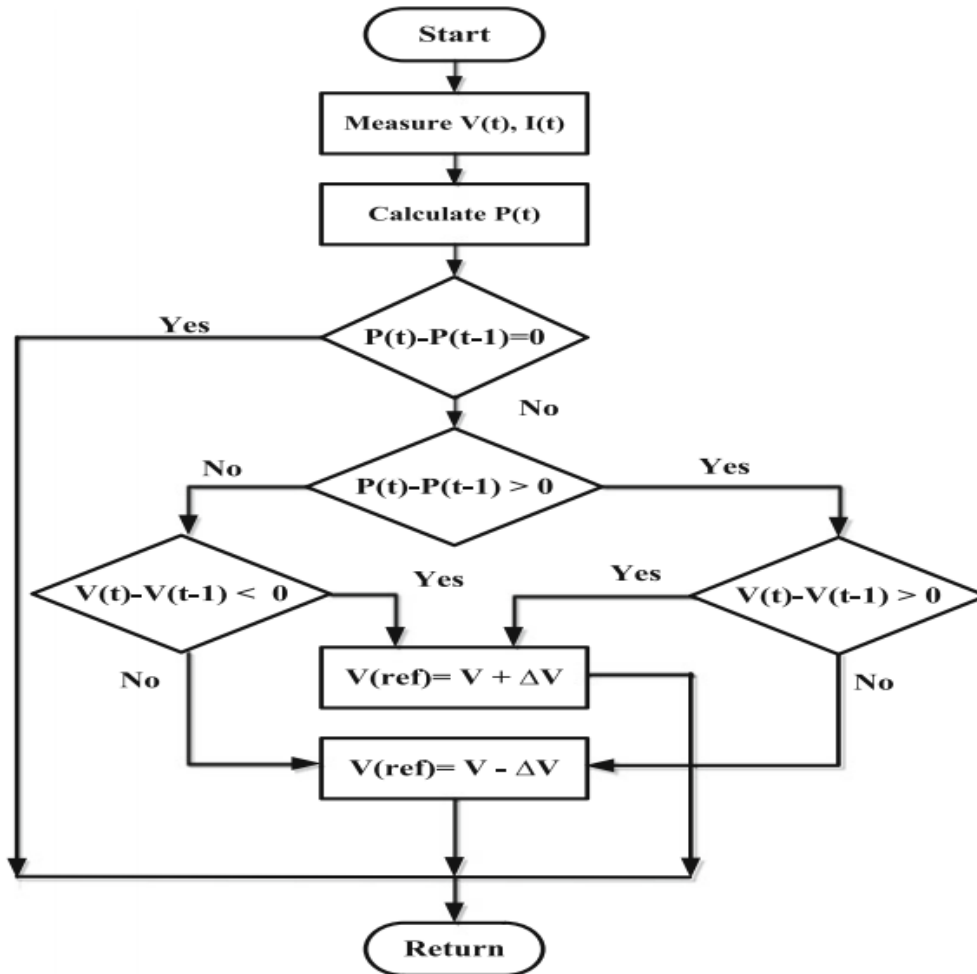 Start
Measure V(t), I(t)
Calculate P(t)
Yes
P(t)-P(t-1)=0
No
No
P(t)-P(t-1) > 0
Yes
V(t)-V(t-1) < 0
Yes
Yes
V(t)-V(t-1) > 0
No
V(ref)= V + ΔV
No
V(ref)= V - ΔV
Return